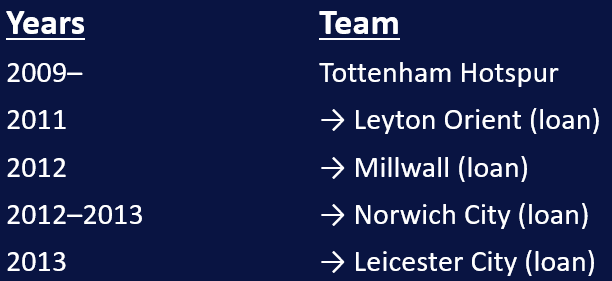 Years Team
2009– Tottenham Hotspur
2011 → Leyton Orient (loan)
2012 → Millwall (loan)
2012–2013 → Norwich City (loan)
2013 → Leicester City (loan)